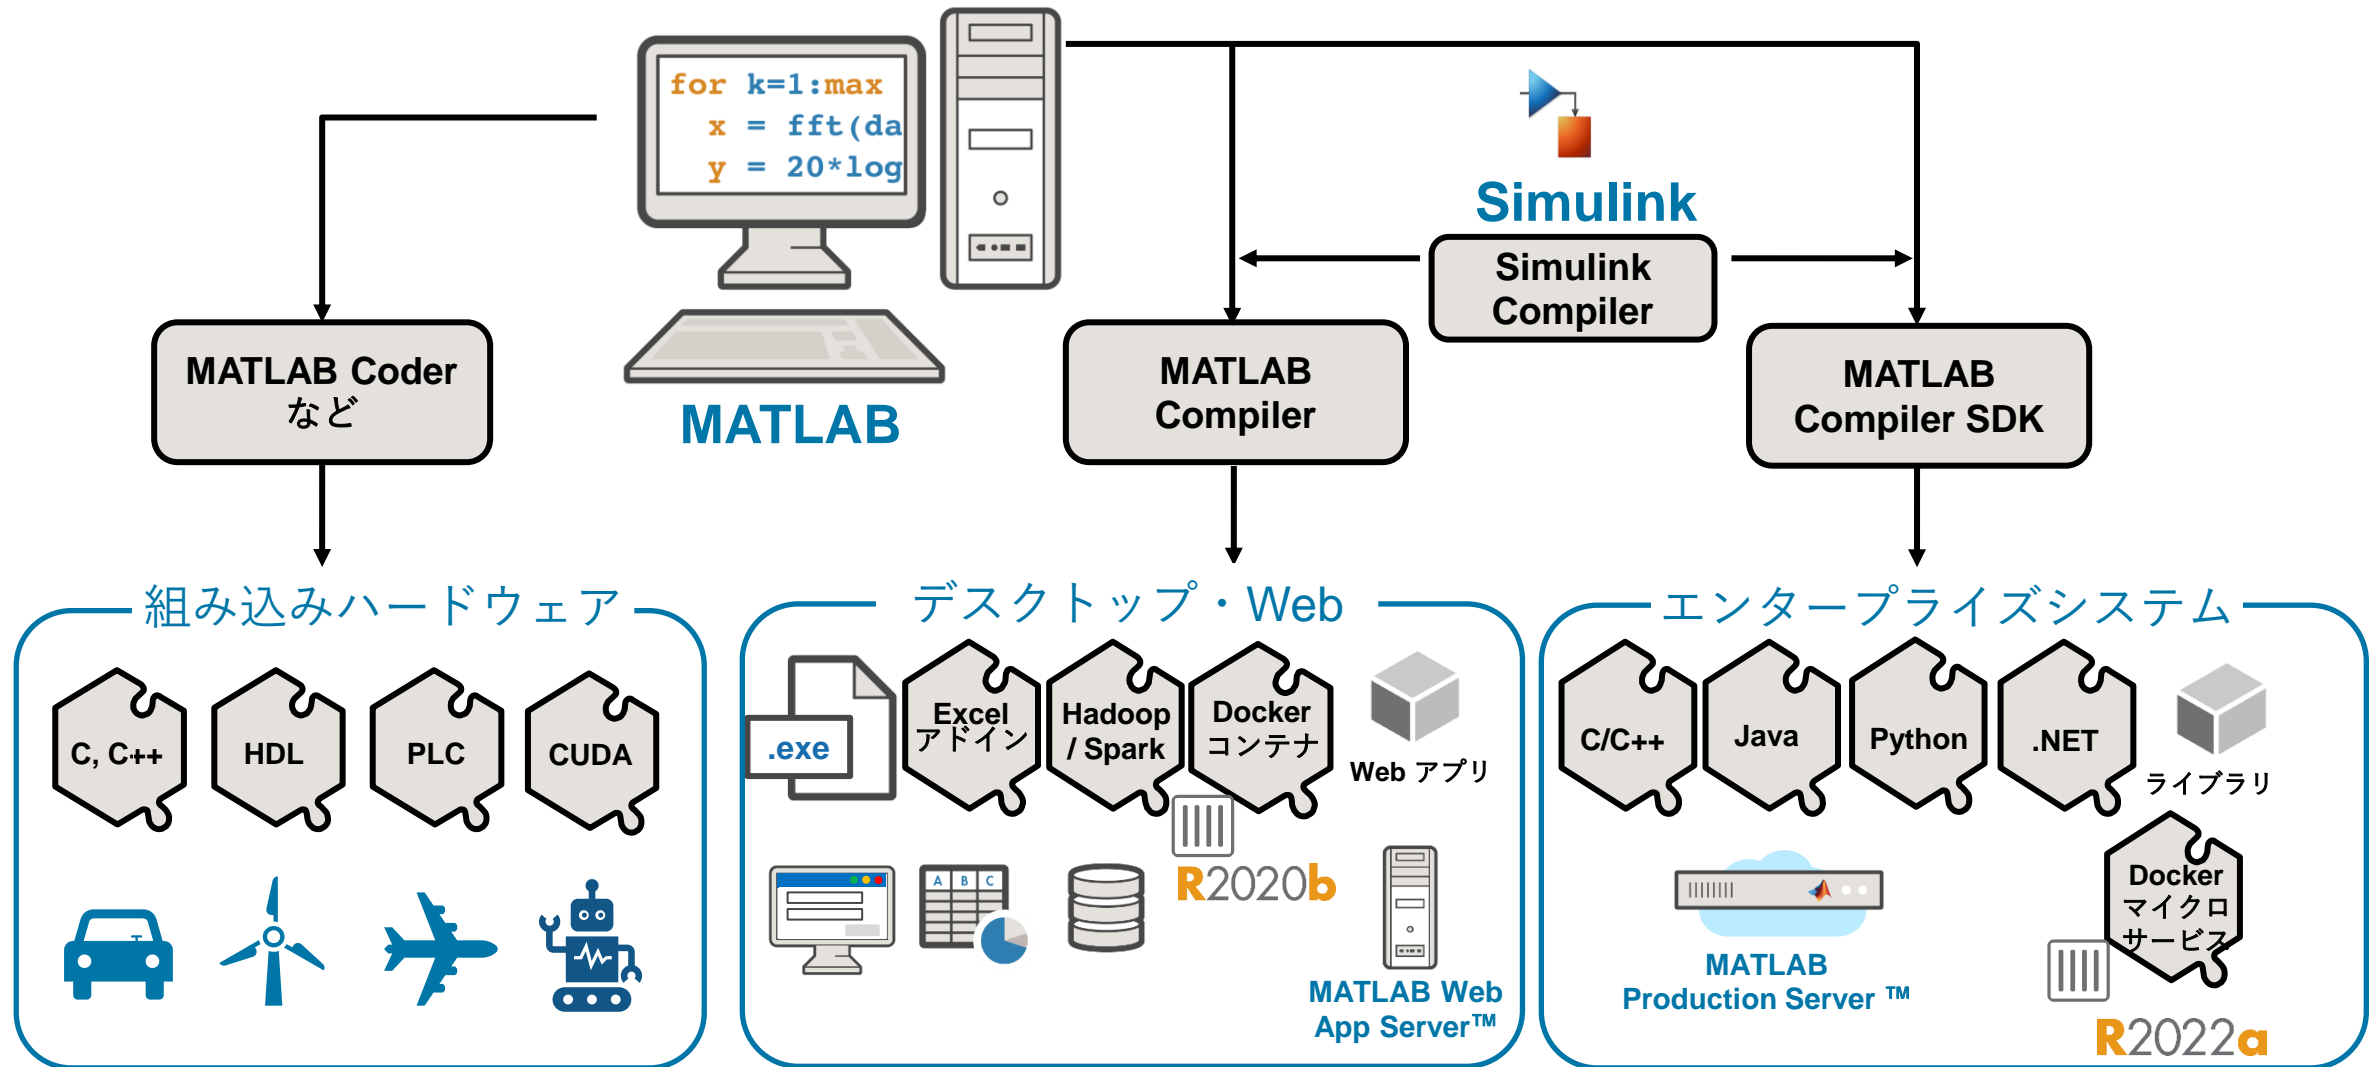 for k=1:max
x = fft(da
y = 20*log
MATLAB
Simulink
Simulink
Compiler
MATLAB Coder
など
MATLAB
Compiler
MATLAB
Compiler SDK
組み込みハードウェア
C, C++
HDL
PLC
CUDA
デスクトップ・Web
.exe
Excel
アドイン
Hadoop
/ Spark
Docker
コンテナ
Web アプリ
A B C
R2020b
MATLAB Web
App Server™
エンタープライズシステム
C/C++
Java
Python
.NET
ライブラリ
MATLAB
Production Server ™
Docker
マイクロ
サービス
R2022a